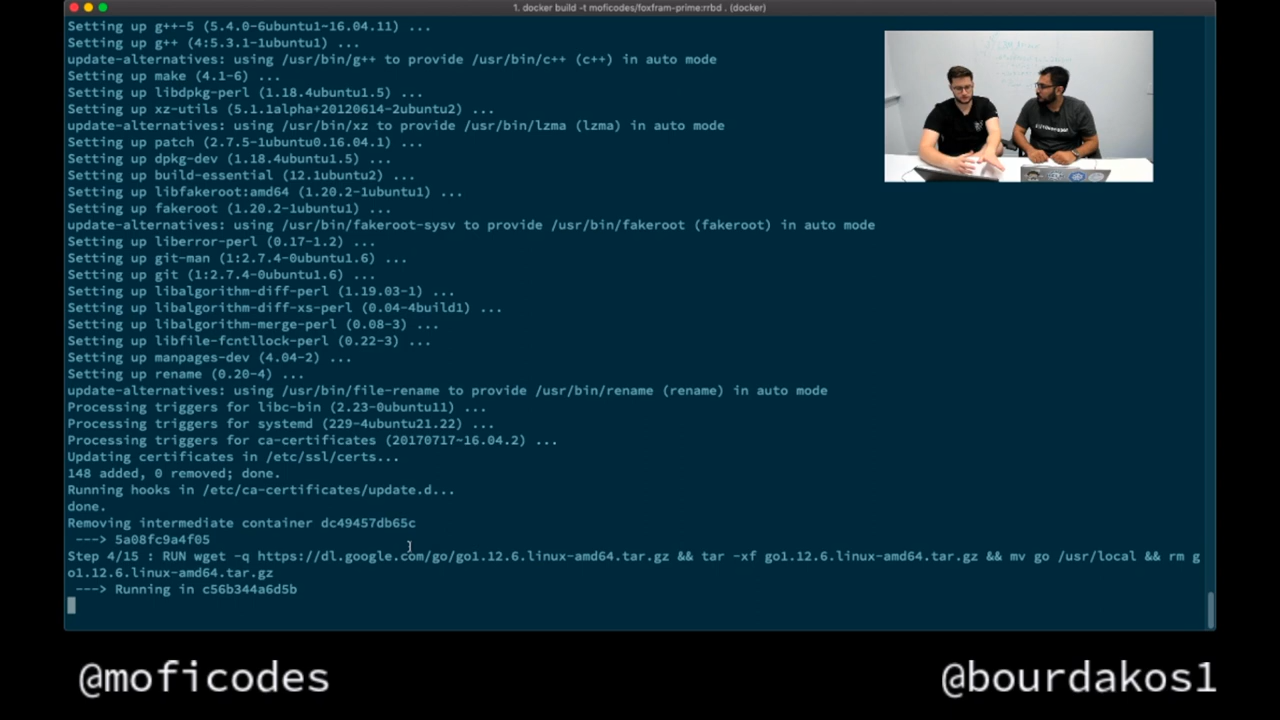 1. docker build -t moficodes/foxfram-prime:rrbd . (docker)
Setting up g++-5 (5.4.0-6ubuntu1~16.04.11) ...
Setting up g++ (4:5.3.1-1ubuntu1) ...
update-alternatives: using /usr/bin/g++ to provide /usr/bin/c++ (c++) in auto mode
Setting up make (4.1-6) ...
Setting up libdpkg-perl (1.18.4ubuntu1.5) ...
Setting up xz-utils (5.1.1alpha+20120614-2ubuntu2) ...
update-alternatives: using /usr/bin/xz to provide /usr/bin/lzma (lzma) in auto mode
Setting up patch (2.7.5-1ubuntu0.16.04.1) ...
Setting up dpkg-dev (1.18.4ubuntu1.5) ...
Setting up build-essential (12.1ubuntu2) ...
Setting up libfakeroot:amd64 (1.20.2-1ubuntu1) ...
Setting up fakeroot (1.20.2-1ubuntu1) ...
update-alternatives: using /usr/bin/fakeroot-sysv to provide /usr/bin/fakeroot (fakeroot) in auto mode
Setting up liberror-perl (0.17-1.2) ...
Setting up git-man (1:2.7.4-0ubuntu1.6) ...
Setting up git (1:2.7.4-0ubuntu1.6) ...
Setting up libalgorithm-diff-perl (1.19.03-1) ...
Setting up libalgorithm-diff-xs-perl (0.04-4build1) ...
Setting up libalgorithm-merge-perl (0.08-3) ...
Setting up libfile-fcntllock-perl (0.22-3) ...
Setting up manpages-dev (4.04-2) ...
Setting up rename (0.20-4) ...
update-alternatives: using /usr/bin/file-rename to provide /usr/bin/rename (rename) in auto mode
Processing triggers for libc-bin (2.23-0ubuntu11) ...
Processing triggers for systemd (229-4ubuntu21.22) ...
Processing triggers for ca-certificates (20170717~16.04.2) ...
Updating certificates in /etc/ssl/certs...
148 added, 0 removed; done.
Running hooks in /etc/ca-certificates/update.d...
done.
Removing intermediate container dc49457db65c
---> 5a08fc9a4f05
Step 4/15 : RUN wget -q https://dl.google.com/go/go1.12.6.linux-amd64.tar.gz && tar -xf go1.12.6.linux-amd64.tar.gz && mv go /usr/local && rm g
o1.12.6.linux-amd64.tar.gz
---> Running in c56b344a6d5b
@moficodes
@bourdakos1